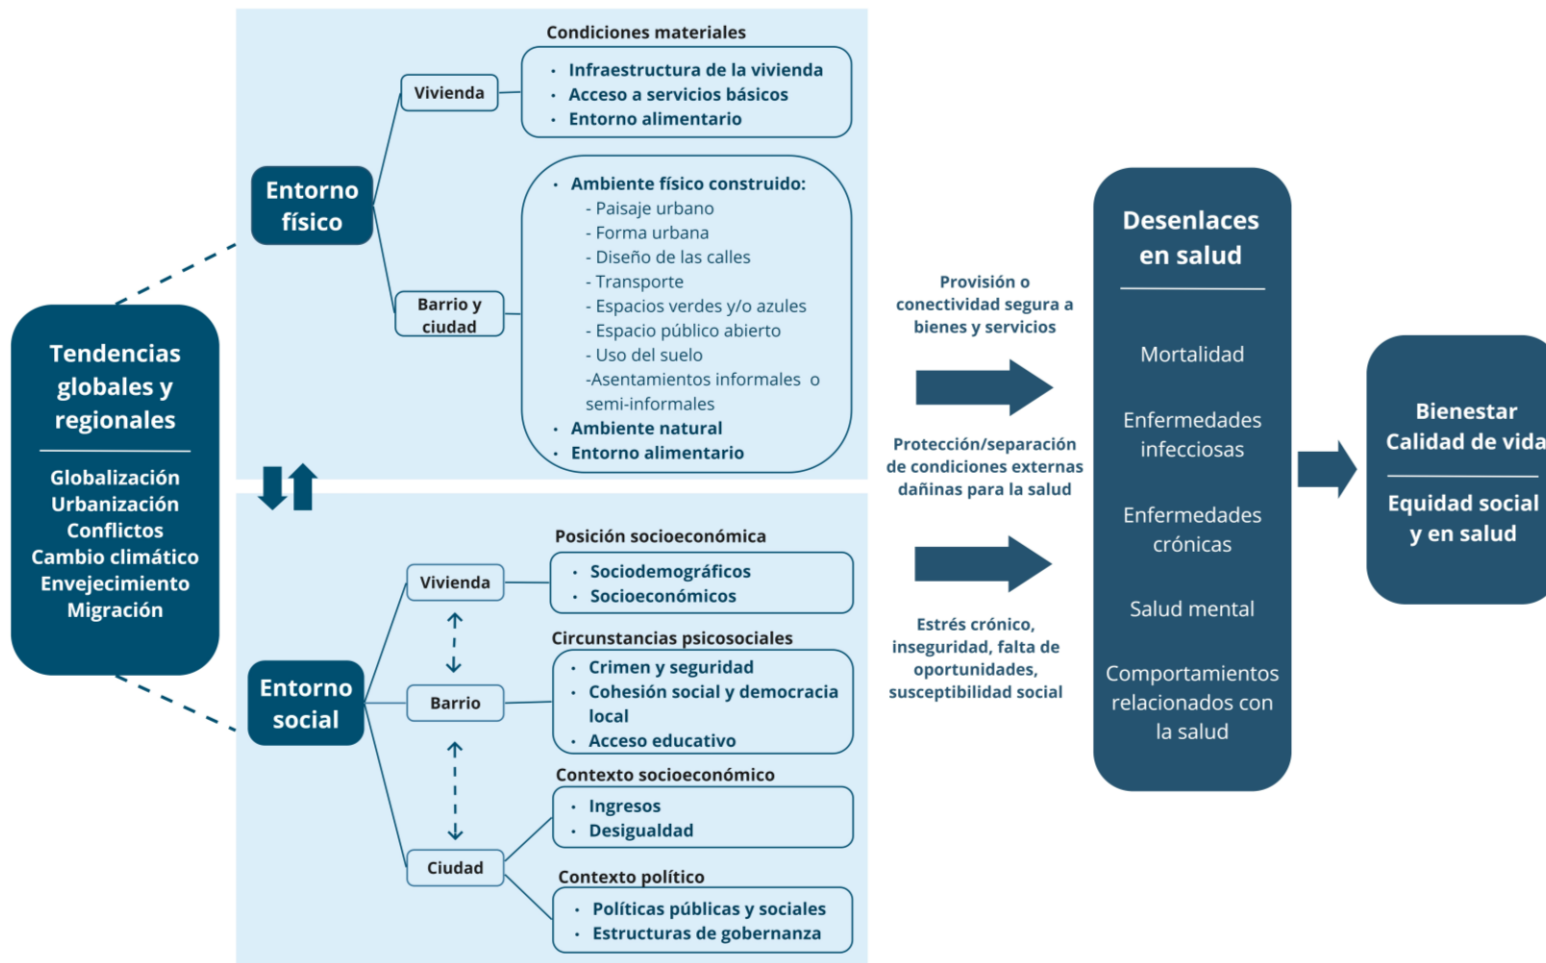 Tendencias
globales y
regionales
Globalización
Urbanización
Conflictos
Cambio climático
Envejecimiento
Migración
Entorno
físico
Vivienda
Condiciones materiales
· Infraestructura de la vivienda
· Acceso a servicios básicos
· Entorno alimentario
Barrio y
ciudad
· Ambiente físico construido:
- Paisaje urbano
- Forma urbana
- Diseño de las calles
- Transporte
- Espacios verdes y/o azules
- Espacio público abierto
- Uso del suelo
-Asentamientos informales o
semi-informales
· Ambiente natural
· Entorno alimentario
Entorno
social
Vivienda
Posición socioeconómica
· Sociodemográficos
· Socioeconómicos
Barrio
Circunstancias psicosociales
· Crimen y seguridad
· Cohesión social y democracia
local
· Acceso educativo
Ciudad
Contexto socioeconómico
· Ingresos
· Desigualdad
Contexto político
· Políticas públicas y sociales
· Estructuras de gobernanza
Provisión o
conectividad segura a
bienes y servicios
Protección/separación
de condiciones externas
dañinas para la salud
Estrés crónico,
inseguridad, falta de
oportunidades,
susceptibilidad social
Desenlaces
en salud
Mortalidad
Enfermedades
infecciosas
Enfermedades
crónicas
Salud mental
Comportamientos
relacionados con
la salud
Bienestar
Calidad de vida
Equidad social
y en salud